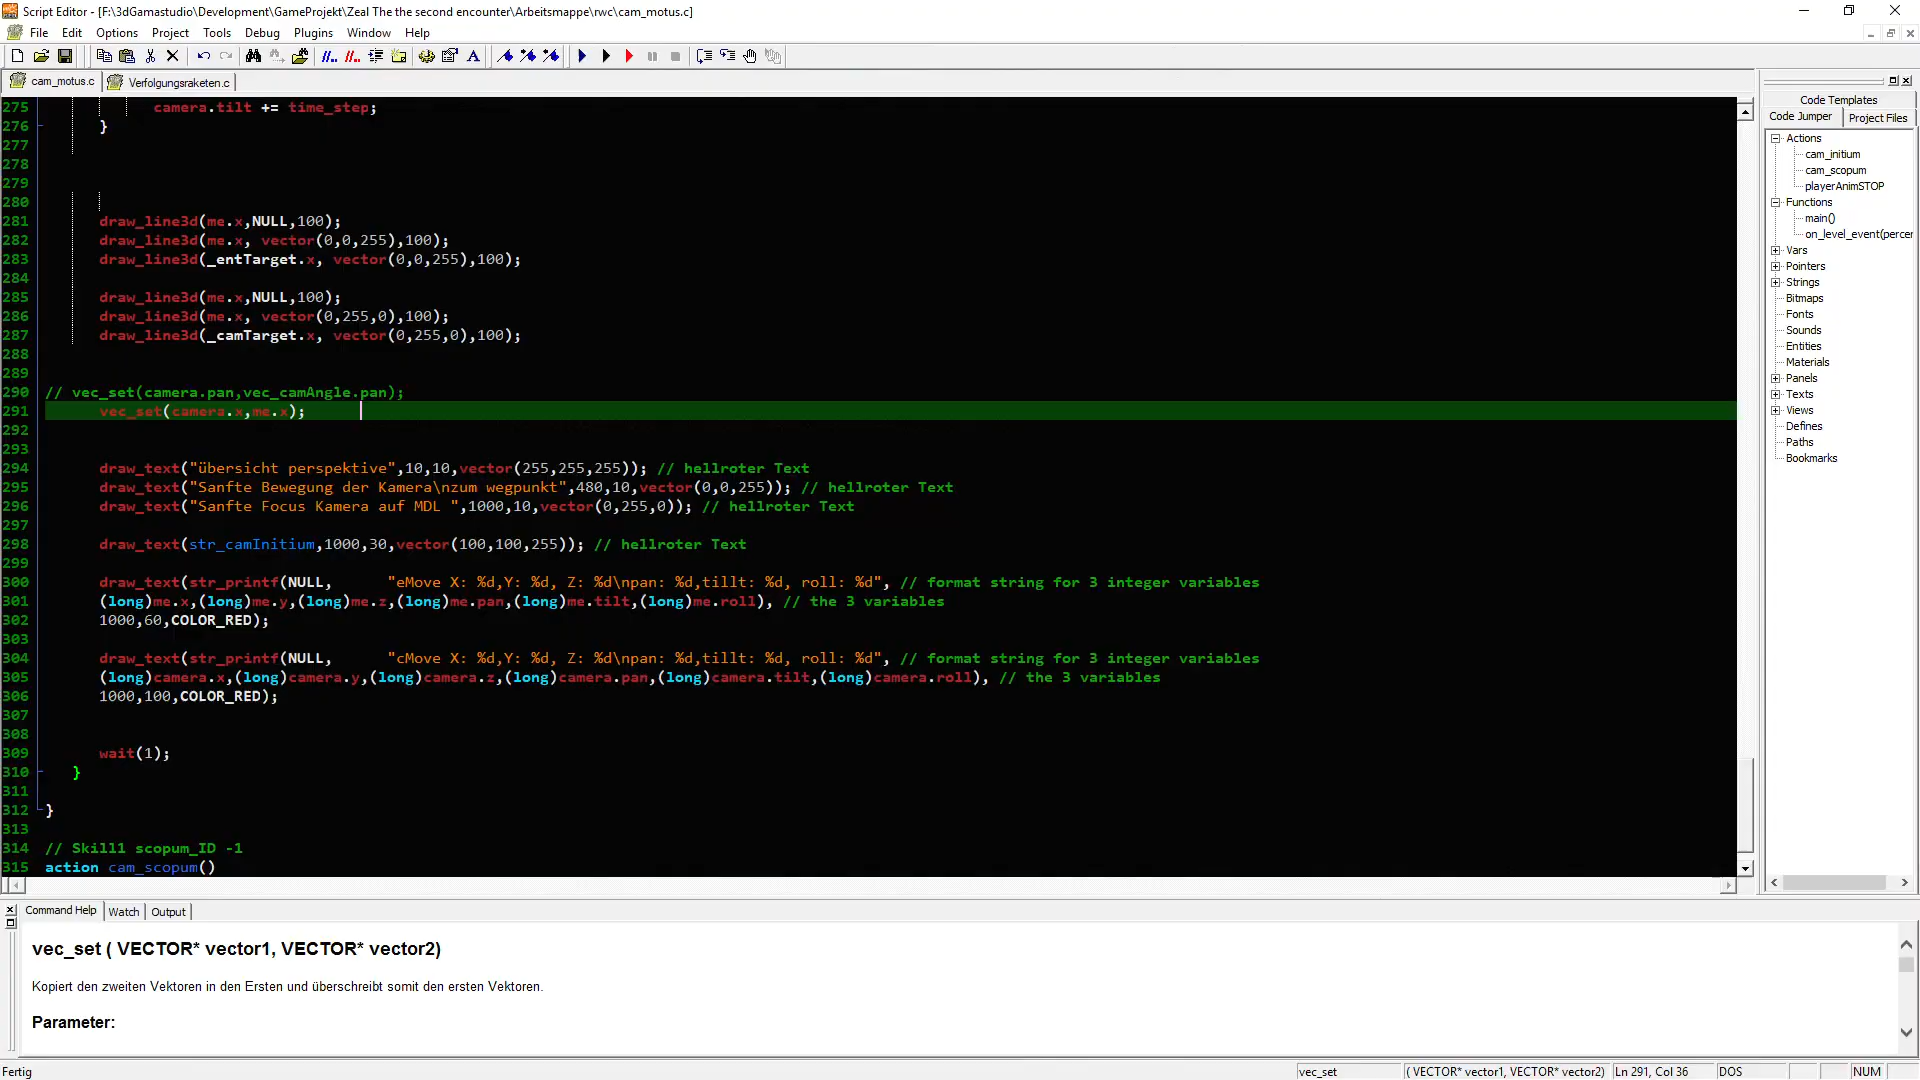 Script Editor - [F:\3dGamastudio\Development\GameProjekt\Zeal The the second encounter\Arbeitsmappe\rwc\cam_motus.c]
File Edit Options Project Tools Debug Plugins Window Help
cam_motus.c Verfolgungsraketen.c
275 camera.tilt += time_step;
276 }
277
278
279
280
281 draw_line3d(me.x,NULL,100);
282 draw_line3d(me.x, vector(0,0,255),100);
283 draw_line3d(_entTarget.x, vector(0,0,255),100);
284
285 draw_line3d(me.x,NULL,100);
286 draw_line3d(me.x, vector(0,255,0),100);
287 draw_line3d(_camTarget.x, vector(0,255,0),100);
288
289
290 // vec_set(camera.pan,vec_camAngle.pan);
291 vec_set(camera.x,me.x);
292
293
294 draw_text("übersicht perspektive",10,10,vector(255,255,255)); // hellroter Text
295 draw_text("Sanfte Bewegung der Kamera\nzum wegpunkt",480,10,vector(0,0,255)); // hellroter Text
296 draw_text("Sanfte Focus Kamera auf MDL ",1000,10,vector(0,255,0)); // hellroter Text
297
298 draw_text(str_camInitium,1000,30,vector(100,100,255)); // hellroter Text
299
300 draw_text(str_printf(NULL, "eMove X: %d,Y: %d, Z: %d\npan: %d,tillt: %d, roll: %d", // format string for 3 integer variables
301 (long)me.x,(long)me.y,(long)me.z,(long)me.pan,(long)me.tilt,(long)me.roll), // the 3 variables
302 1000,60,COLOR_RED);
303
304 draw_text(str_printf(NULL, "cMove X: %d,Y: %d, Z: %d\npan: %d,tillt: %d, roll: %d", // format string for 3 integer variables
305 (long)camera.x,(long)camera.y,(long)camera.z,(long)camera.pan,(long)camera.tilt,(long)camera.roll), // the 3 variables
306 1000,100,COLOR_RED);
307
308
309 wait(1);
310 }
311
312 }
313
314 // Skill1 scopum_ID -1
315 action cam_scopum()
Code Templates
Code Jumper Project Files
Actions
cam_initium
cam_scopum
playerAnimSTOP
Functions
main()
on_level_event(percer
Vars
Pointers
Strings
Bitmaps
Fonts
Sounds
Entities
Materials
Panels
Texts
Views
Defines
Paths
Bookmarks
Command Help Watch Output
vec_set ( VECTOR* vector1, VECTOR* vector2)
Kopiert den zweiten Vektoren in den Ersten und überschreibt somit den ersten Vektoren.
Parameter:
Fertig vec_set ( VECTOR* vector1, VECTOR* vector2) Ln 291, Col 36 DOS NUM